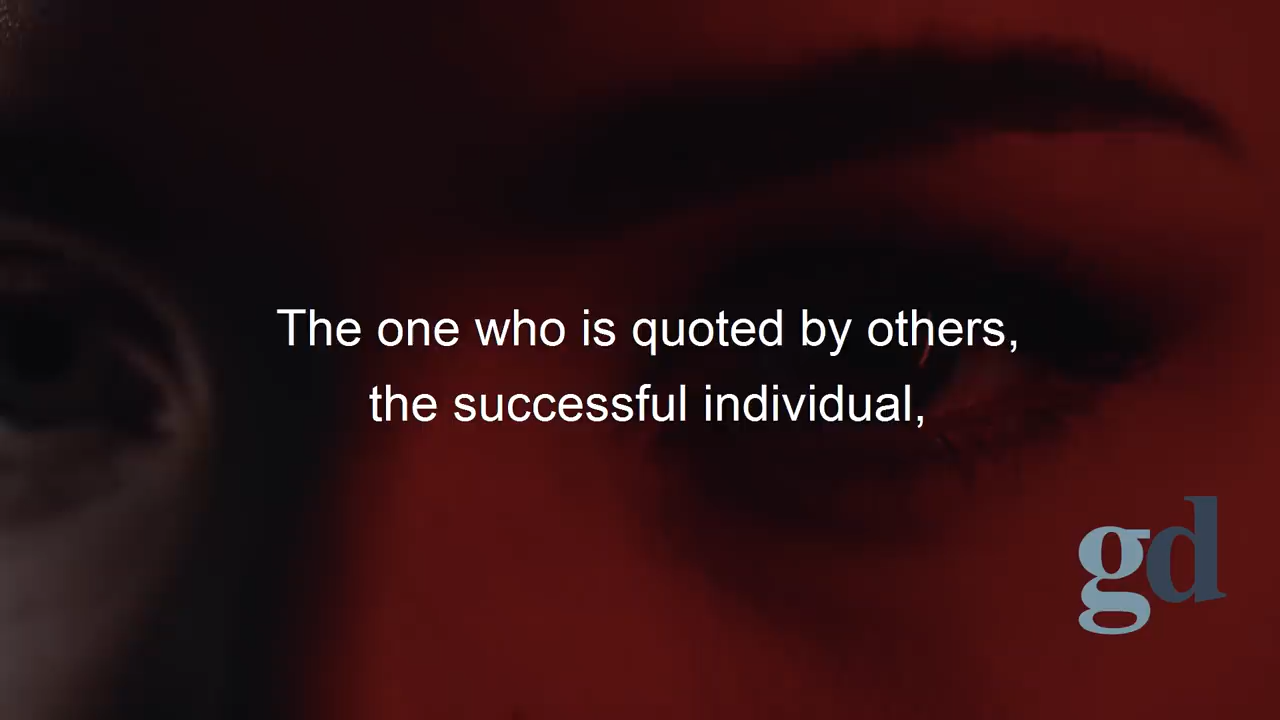 The one who is quoted by others,
the successful individual,
gd